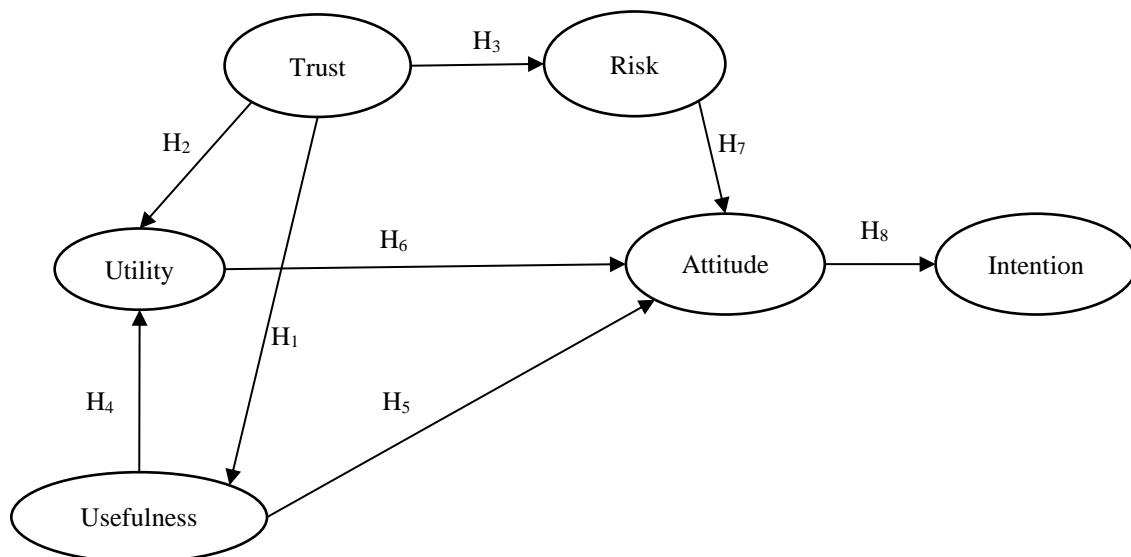 H₃
Trust
Risk
H₂
H₇
H₆
H₈
Utility
Attitude
Intention
H₁
H₄
H₅
Usefulness